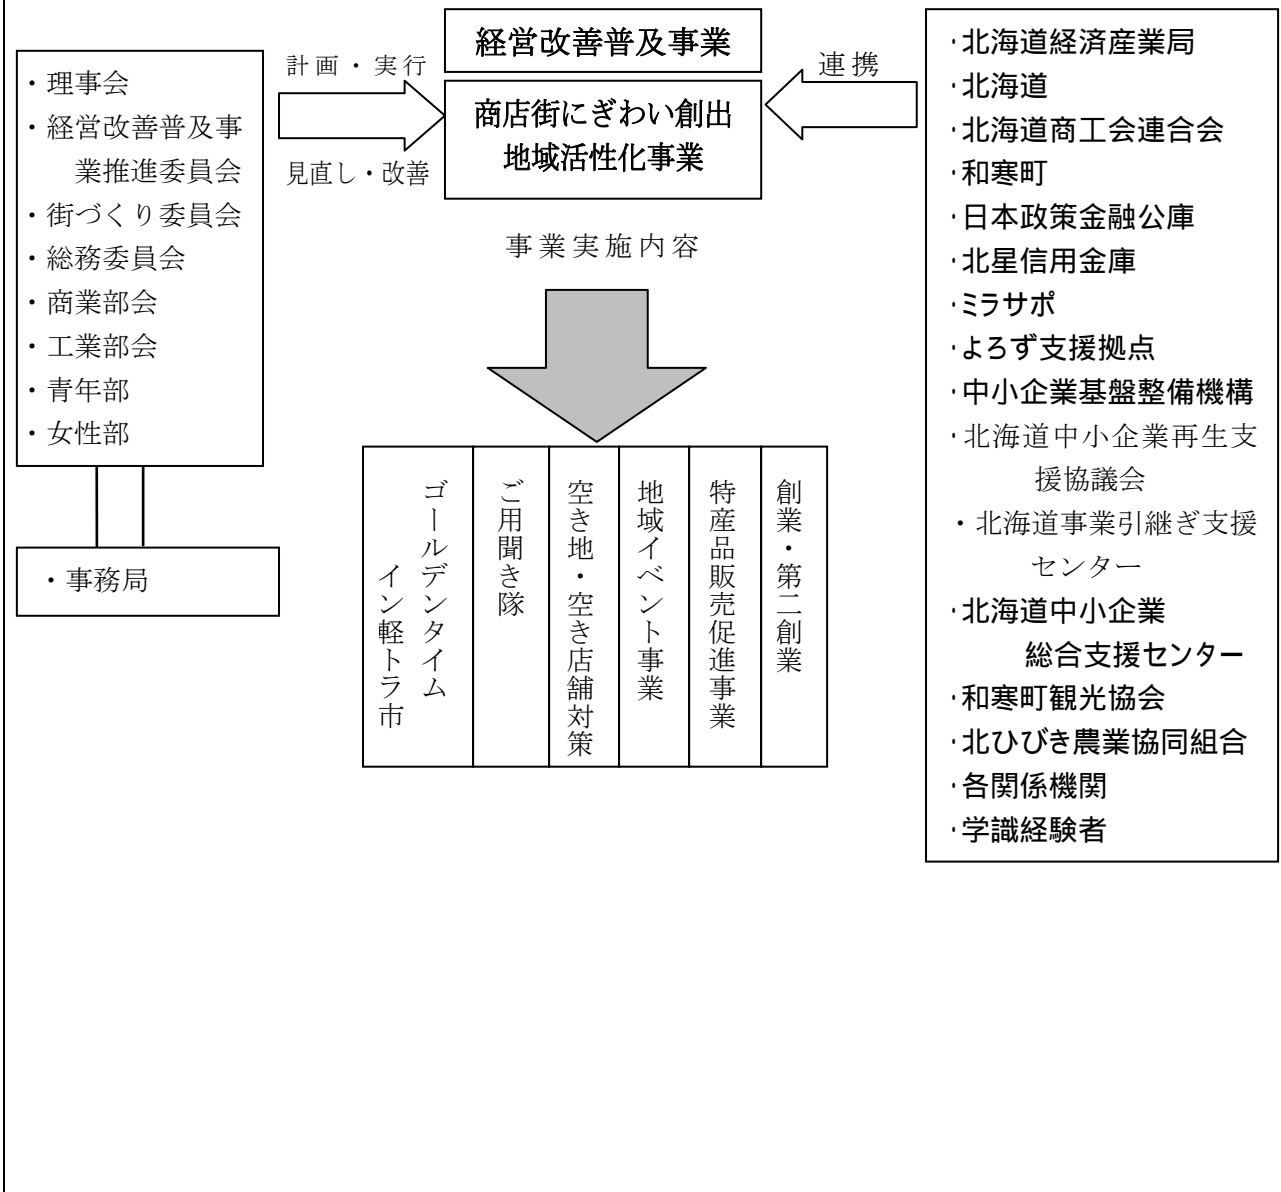 ・理事会
・経営改善普及事
業推進委員会
・街づくり委員会
・総務委員会
・商業部会
・工業部会
・青年部
・女性部
・事務局
計画・実行
見直し・改善
経営改善普及事業
商店街にぎわい創出
地域活性化事業
連携
事業実施内容
ゴールデンタイム
イン軽トラ市
ご用聞き隊
空き地・空き店舗対策
地域イベント事業
特産品販売促進事業
創業・第二創業
・北海道経済産業局
・北海道
・北海道商工会連合会
・和寒町
・日本政策金融公庫
・北星信用金庫
・ミラサポ
・よろず支援拠点
・中小企業基盤整備機構
・北海道中小企業再生支
援協議会
・北海道事業引継ぎ支援
センター
・北海道中小企業
総合支援センター
・和寒町観光協会
・北ひびき農業協同組合
・各関係機関
・学識経験者